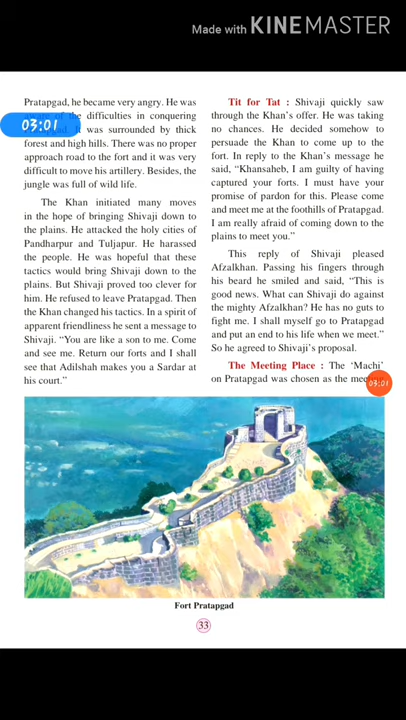 Made with KINEMASTER
Pratapgad, he became very angry. He was
aware of the difficulties in conquering
03:01
It was surrounded by thick
forest and high hills. There was no proper
approach road to the fort and it was very
difficult to move his artillery. Besides, the
jungle was full of wild life.
The Khan initiated many moves
in the hope of bringing Shivaji down to
the plains. He attacked the holy cities of
Pandharpur and Tuljapur. He harassed
the people. He was hopeful that these
tactics would bring Shivaji down to the
plains. But Shivaji proved too clever for
him. He refused to leave Pratapgad. Then
the Khan changed his tactics. In a spirit of
apparent friendliness he sent a message to
Shivaji. “You are like a son to me. Come
and see me. Return our forts and I shall
see that Adilshah makes you a Sardar at
his court.”
Tit for Tat : Shivaji quickly saw
through the Khan’s offer. He was taking
no chances. He decided somehow to
persuade the Khan to come up to the
fort. In reply to the Khan’s message he
said, “Khansaheb, I am guilty of having
captured your forts. I must have your
promise of pardon for this. Please come
and meet me at the foothills of Pratapgad.
I am really afraid of coming down to the
plains to meet you.”
This reply of Shivaji pleased
Afzalkhan. Passing his fingers through
his beard he smiled and said, “This is
good news. What can Shivaji do against
the mighty Afzalkhan? He has no guts to
fight me. I shall myself go to Pratapgad
and put an end to his life when we meet.”
So he agreed to Shivaji’s proposal.
The Meeting Place : The ‘Machi’
on Pratapgad was chosen as the
03:01
Fort Pratapgad
33